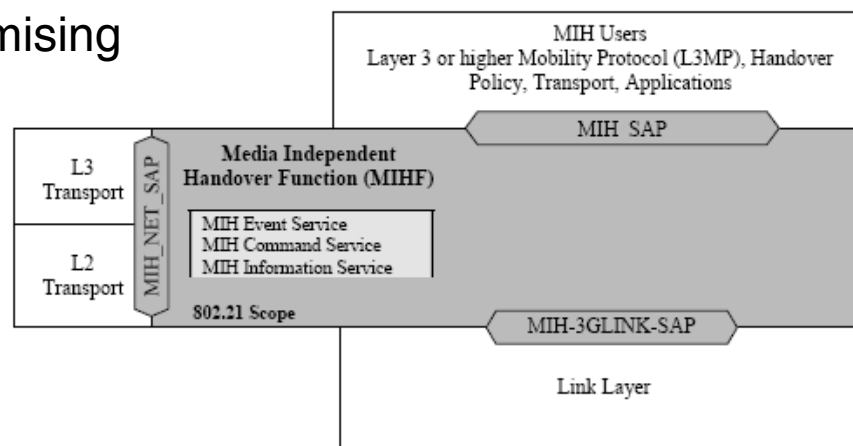 mising
MIH Users
Layer 3 or higher Mobility Protocol (L3MP), Handover
Policy, Transport, Applications
MIH_SAP
L3
Transport
L2
Transport
MIH_NET_SAP
Media Independent
Handover Function (MIHF)
MIH Event Service
MIH Command Service
MIH Information Service
802.21 Scope
MIH-3GLINK-SAP
Link Layer